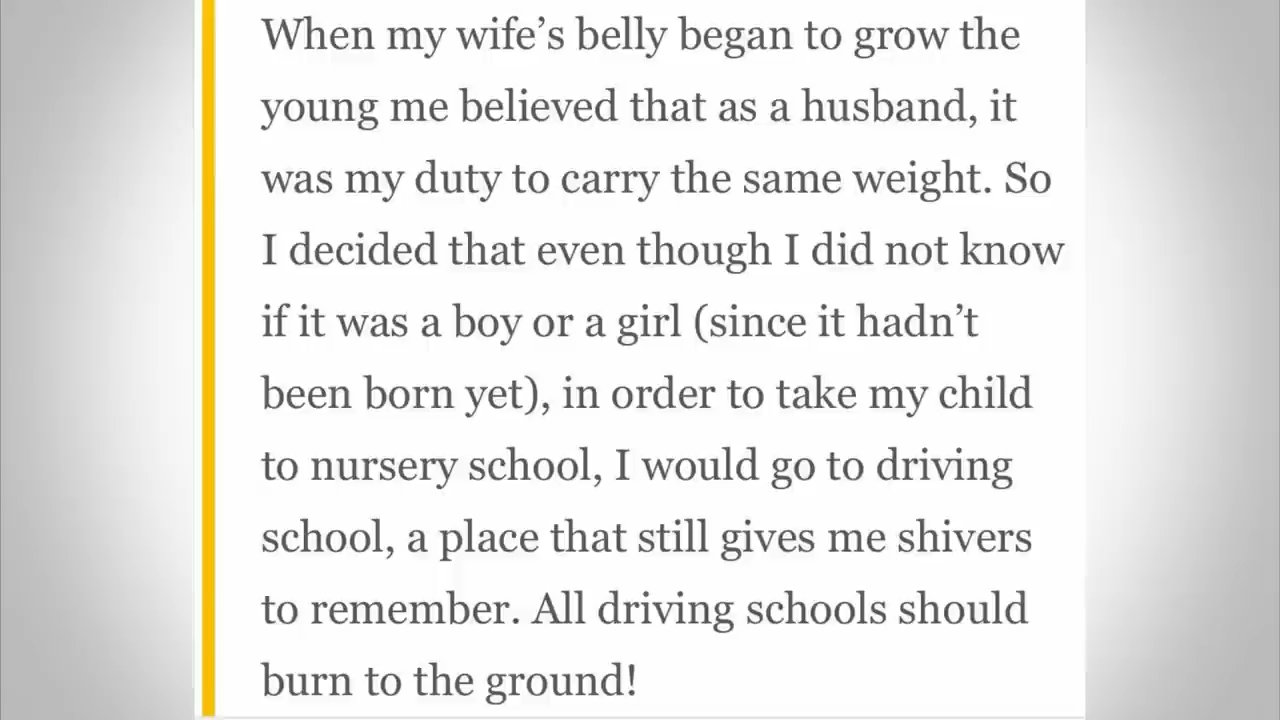 When my wife’s belly began to grow the
young me believed that as a husband, it
was my duty to carry the same weight. So
I decided that even though I did not know
if it was a boy or a girl (since it hadn’t
been born yet), in order to take my child
to nursery school, I would go to driving
school, a place that still gives me shivers
to remember. All driving schools should
burn to the ground!